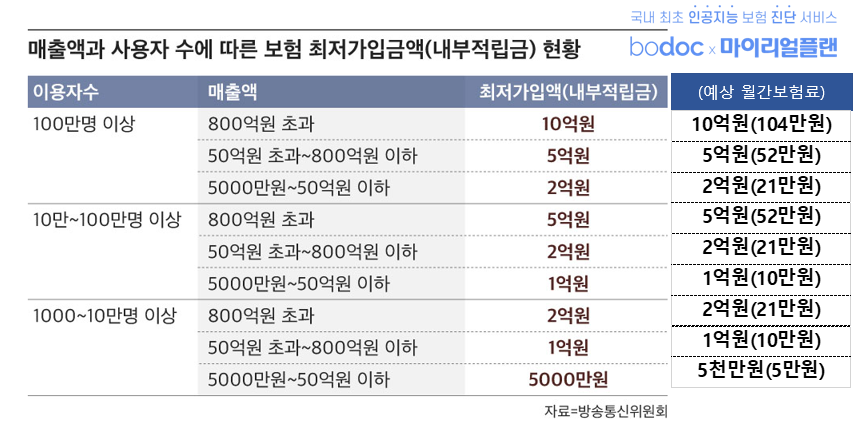 국내 최초 인공지능 보험 진단 서비스
bodoc x 마이리얼플랜
매출액과 사용자 수에 따른 보험 최저가입금액(내부적립금) 현황
이용자수 매출액 최저가입액(내부적립금) (예상 월간보험료)
100만명 이상 800억원 초과 10억원 10억원(104만원)
50억원 초과~800억원 이하 5억원 5억원(52만원)
5000만원~50억원 이하 2억원 2억원(21만원)
10만~100만명 이상 800억원 초과 5억원 5억원(52만원)
50억원 초과~800억원 이하 2억원 2억원(21만원)
5000만원~50억원 이하 1억원 1억원(10만원)
1000~10만명 이상 800억원 초과 2억원 2억원(21만원)
50억원 초과~800억원 이하 1억원 1억원(10만원)
5000만원~50억원 이하 5000만원 5천만원(5만원)
자료=방송통신위원회